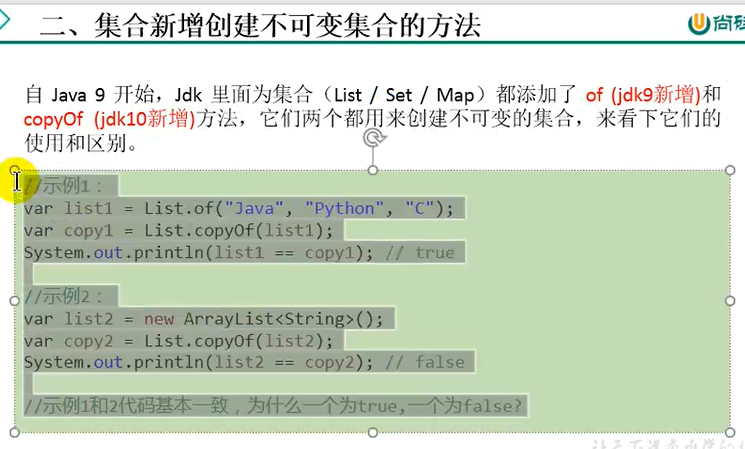 二、集合新增创建不可变集合的方法
自 Java 9 开始，Jdk 里面为集合（List / Set / Map）都添加了 of (jdk9新增)和
copyOf (jdk10新增)方法，它们两个都用来创建不可变的集合，来看下它们的
使用和区别。
//示例1：
var list1 = List.of("Java", "Python", "C");
var copy1 = List.copyOf(list1);
System.out.println(list1 == copy1); // true
//示例2：
var list2 = new ArrayList<String>();
var copy2 = List.copyOf(list2);
System.out.println(list2 == copy2); // false
//示例1和2代码基本一致，为什么一个为true,一个为false?